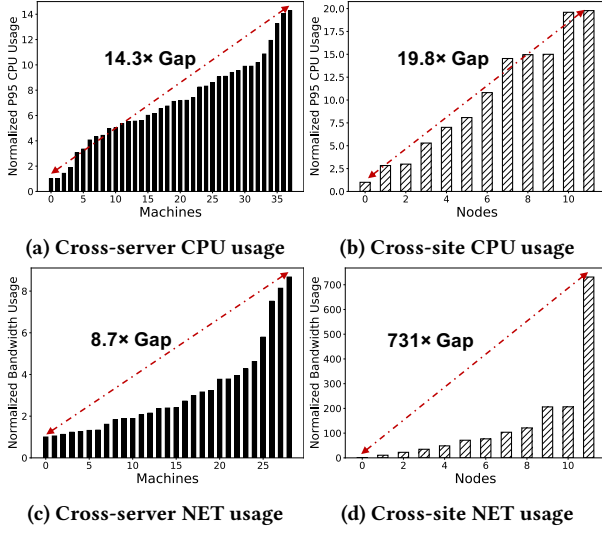 Normalized P95 CPU Usage
14
12
10
8
6
4
2
0
14.3× Gap
0 5 10 15 20 25 30 35
Machines
(a) Cross-server CPU usage
Normalized P95 CPU Usage
20.0
17.5
15.0
12.5
10.0
7.5
5.0
2.5
0.0
19.8× Gap
0 2 4 6 8 10
Nodes
(b) Cross-site CPU usage
Normalized Bandwidth Usage
8
6
4
2
0
8.7× Gap
0 5 10 15 20 25
Machines
(c) Cross-server NET usage
Normalized Bandwidth Usage
700
600
500
400
300
200
100
0
731× Gap
0 2 4 6 8 10
Nodes
(d) Cross-site NET usage